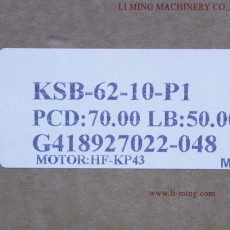 LI MING MACHINERY CO
KSB-62-10-P1
PCD:70.00 LB:50.00
G418927022-048
MOTOR:HF-KP43
M
www.li-ming.com